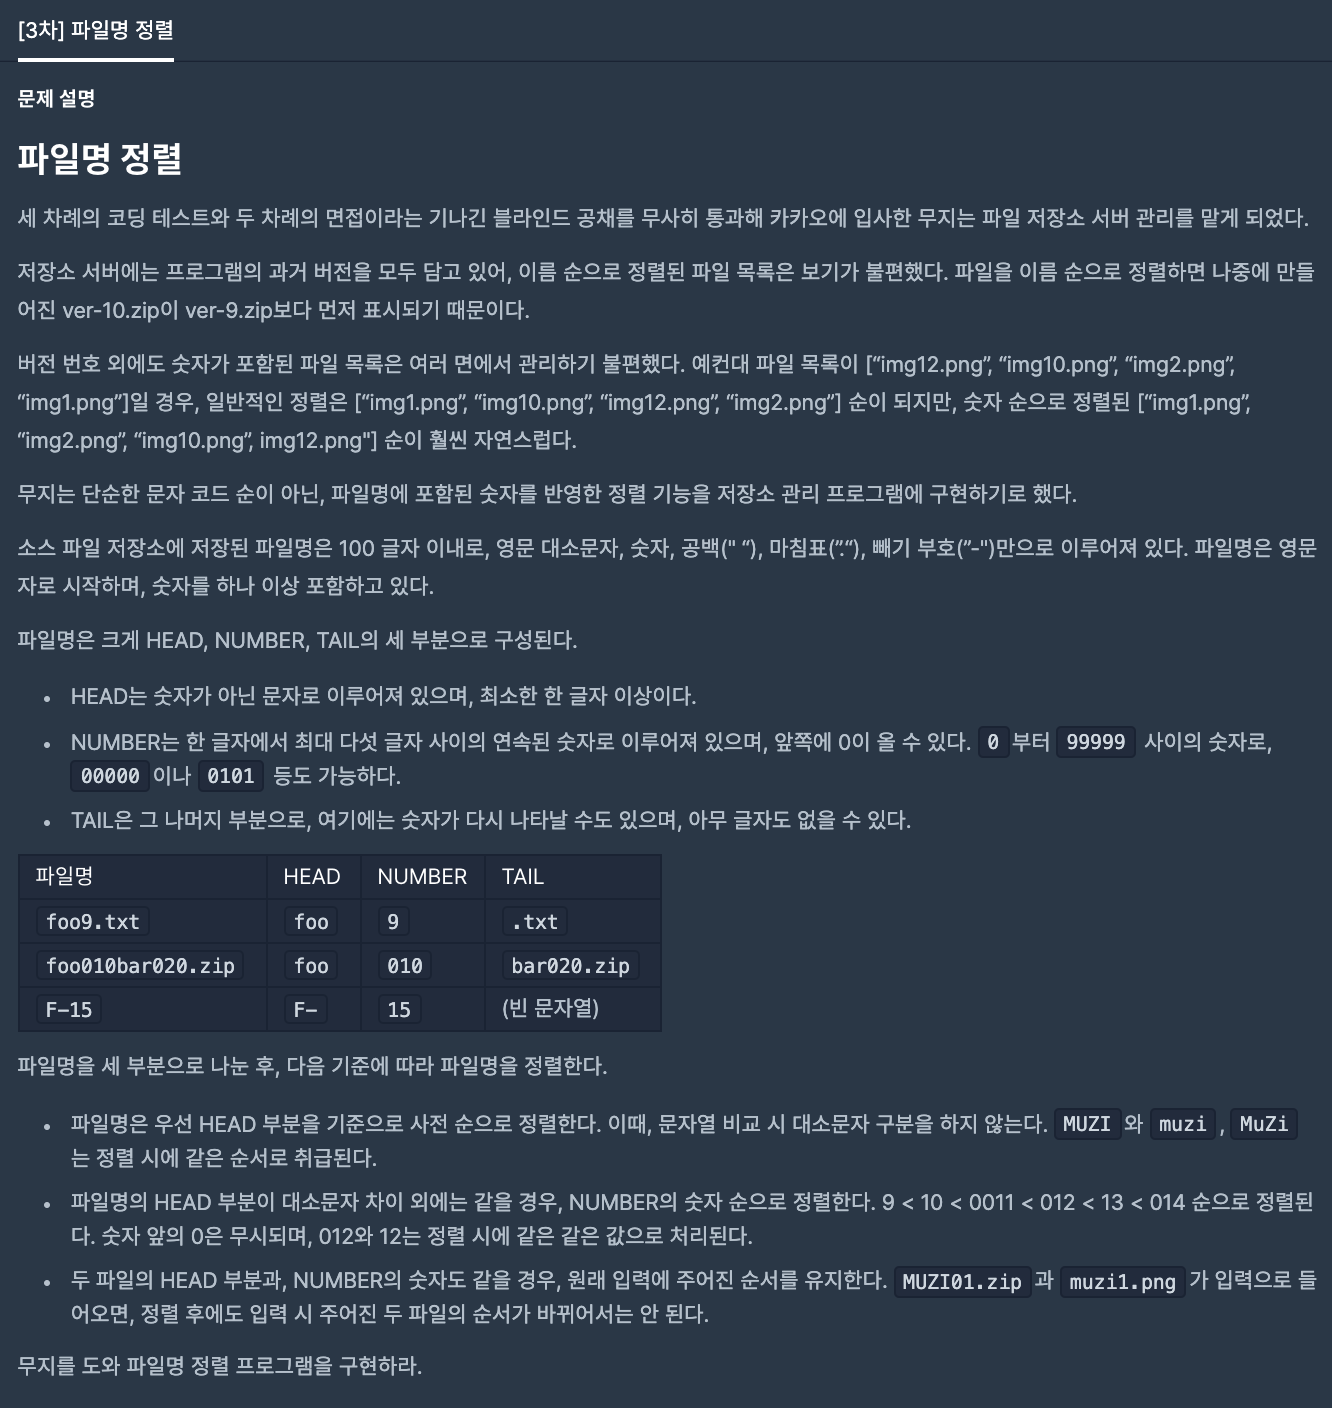 [3차] 파일명 정렬
문제 설명
파일명 정렬
세 차례의 코딩 테스트와 두 차례의 면접이라는 기나긴 블라인드 공채를 무사히 통과해 카카오에 입사한 무지는 파일 저장소 서버 관리를 맡게 되었다.
저장소 서버에는 프로그램의 과거 버전을 모두 담고 있어, 이름 순으로 정렬된 파일 목록은 보기가 불편했다. 파일을 이름 순으로 정렬하면 나중에 만들
어진 ver-10.zip이 ver-9.zip보다 먼저 표시되기 때문이다.
버전 번호 외에도 숫자가 포함된 파일 목록은 여러 면에서 관리하기 불편했다. 예컨대 파일 목록이 [“img12.png”, “img10.png”, “img2.png”,
“img1.png”]일 경우, 일반적인 정렬은 [“img1.png”, “img10.png”, “img12.png”, “img2.png”] 순이 되지만, 숫자 순으로 정렬된 [“img1.png”,
“img2.png”, “img10.png”, img12.png"] 순이 훨씬 자연스럽다.
무지는 단순한 문자 코드 순이 아닌, 파일명에 포함된 숫자를 반영한 정렬 기능을 저장소 관리 프로그램에 구현하기로 했다.
소스 파일 저장소에 저장된 파일명은 100 글자 이내로, 영문 대소문자, 숫자, 공백(" “), 마침표(”.“), 빼기 부호(”-")만으로 이루어져 있다. 파일명은 영문
자로 시작하며, 숫자를 하나 이상 포함하고 있다.
파일명은 크게 HEAD, NUMBER, TAIL의 세 부분으로 구성된다.
• HEAD는 숫자가 아닌 문자로 이루어져 있으며, 최소한 한 글자 이상이다.
• NUMBER는 한 글자에서 최대 다섯 글자 사이의 연속된 숫자로 이루어져 있으며, 앞쪽에 0이 올 수 있다. 0 부터 99999 사이의 숫자로,
00000 이나 0101 등도 가능하다.
• TAIL은 그 나머지 부분으로, 여기에는 숫자가 다시 나타날 수도 있으며, 아무 글자도 없을 수 있다.
파일명 HEAD NUMBER TAIL
foo9.txt foo 9 .txt
foo010bar020.zip foo 010 bar020.zip
F-15 F- 15 (빈 문자열)
파일명을 세 부분으로 나눈 후, 다음 기준에 따라 파일명을 정렬한다.
• 파일명은 우선 HEAD 부분을 기준으로 사전 순으로 정렬한다. 이때, 문자열 비교 시 대소문자 구분을 하지 않는다. MUZI 와 muzi , MuZi
는 정렬 시에 같은 순서로 취급된다.
• 파일명의 HEAD 부분이 대소문자 차이 외에는 같을 경우, NUMBER의 숫자 순으로 정렬한다. 9 < 10 < 0011 < 012 < 13 < 014 순으로 정렬된
다. 숫자 앞의 0은 무시되며, 012와 12는 정렬 시에 같은 같은 값으로 처리된다.
• 두 파일의 HEAD 부분과, NUMBER의 숫자도 같을 경우, 원래 입력에 주어진 순서를 유지한다. MUZI01.zip 과 muzi1.png 가 입력으로 들
어오면, 정렬 후에도 입력 시 주어진 두 파일의 순서가 바뀌어서는 안 된다.
무지를 도와 파일명 정렬 프로그램을 구현하라.